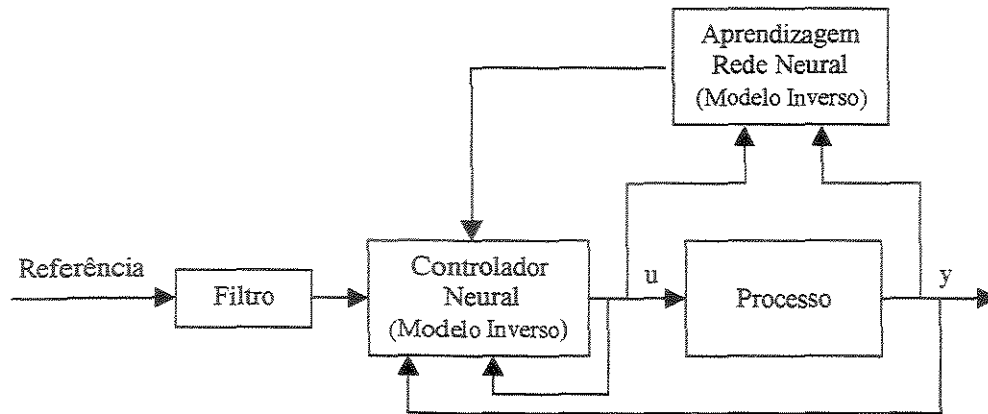 Aprendizagem
Rede Neural
(Modelo Inverso)
Referência
Filtro
Controlador
Neural
(Modelo Inverso)
u
Processo
y